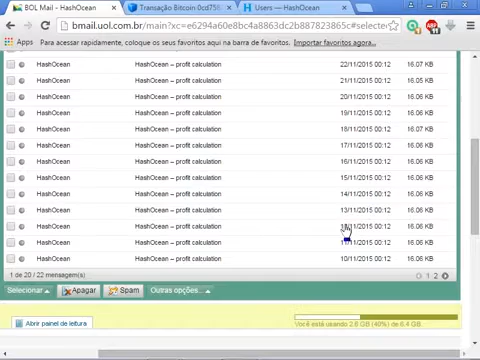 BOL Mail - HashOcean
Transação Bitcoin 0cd756
Users — HashOcean
bmail.uol.com.br/main?xc=e6294a60e8bc4a8863dc2b887823865c#selected
Apps Para acessar rapidamente, coloque os seus favoritos aqui na barra de favoritos. Importar favoritos agora...
HashOcean HashOcean – profit calculation 22/11/2015 00:12 16.07 KB
HashOcean HashOcean – profit calculation 21/11/2015 00:12 16.05 KB
HashOcean HashOcean – profit calculation 20/11/2015 00:12 16.06 KB
HashOcean HashOcean – profit calculation 19/11/2015 00:12 16.06 KB
HashOcean HashOcean – profit calculation 18/11/2015 00:12 16.07 KB
HashOcean HashOcean – profit calculation 17/11/2015 00:12 16.06 KB
HashOcean HashOcean – profit calculation 16/11/2015 00:12 16.06 KB
HashOcean HashOcean – profit calculation 15/11/2015 00:12 16.06 KB
HashOcean HashOcean – profit calculation 14/11/2015 00:12 16.06 KB
HashOcean HashOcean – profit calculation 13/11/2015 00:12 16.06 KB
HashOcean HashOcean – profit calculation 00:12 16.06 KB
HashOcean HashOcean – profit calculation 11/11/2015 00:12 16.06 KB
HashOcean HashOcean – profit calculation 10/11/2015 00:12 16.06 KB
1 de 20 / 22 mensagem(s) 1 2
Selecionar Apagar Spam Outras opções...
Abrir painel de leitura
Você está usando 2.6 GB (40%) de 6.4 GB.